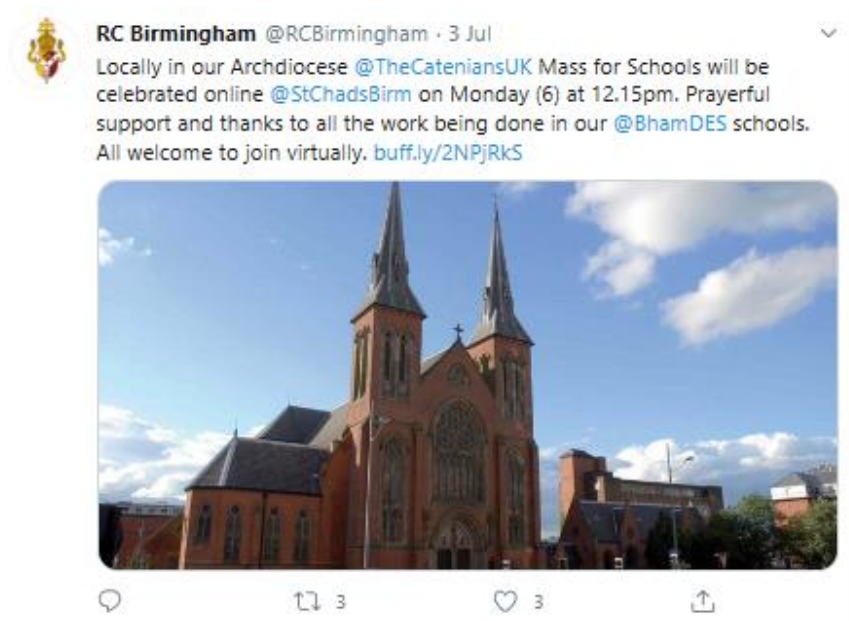 RC Birmingham @RCBirmingham · 3 Jul
Locally in our Archdiocese @TheCateniansUK Mass for Schools will be
celebrated online @StChadsBirm on Monday (6) at 12.15pm. Prayerful
support and thanks to all the work being done in our @BhamDES schools.
All welcome to join virtually. buff.ly/2NPjRkS
3 3